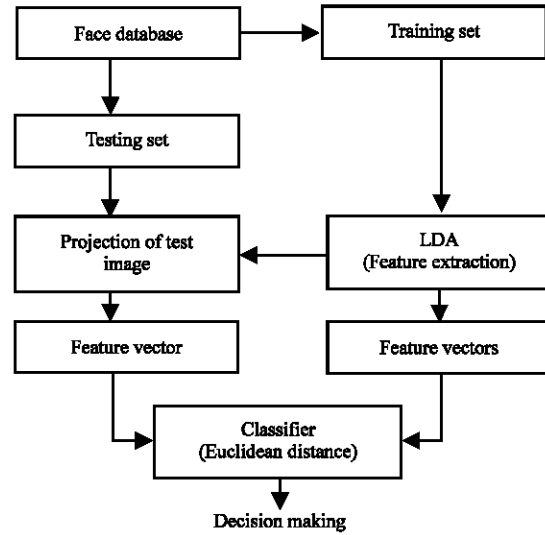 Face database
Training set
Testing set
Projection of test
image
LDA
(Feature extraction)
Feature vector
Feature vectors
Classifier
(Euclidean distance)
Decision making